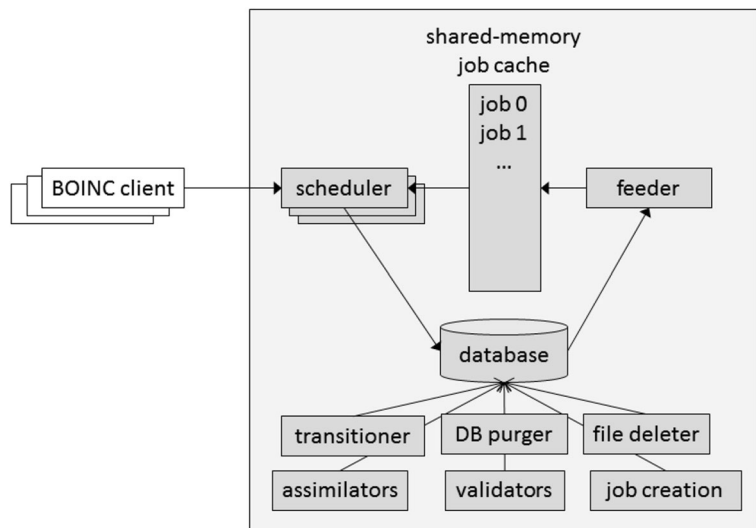 shared-memory
job cache
job 0
job 1
...
BOINC client
scheduler
feeder
database
transitioner
DB purger
file deleter
assimilators
validators
job creation